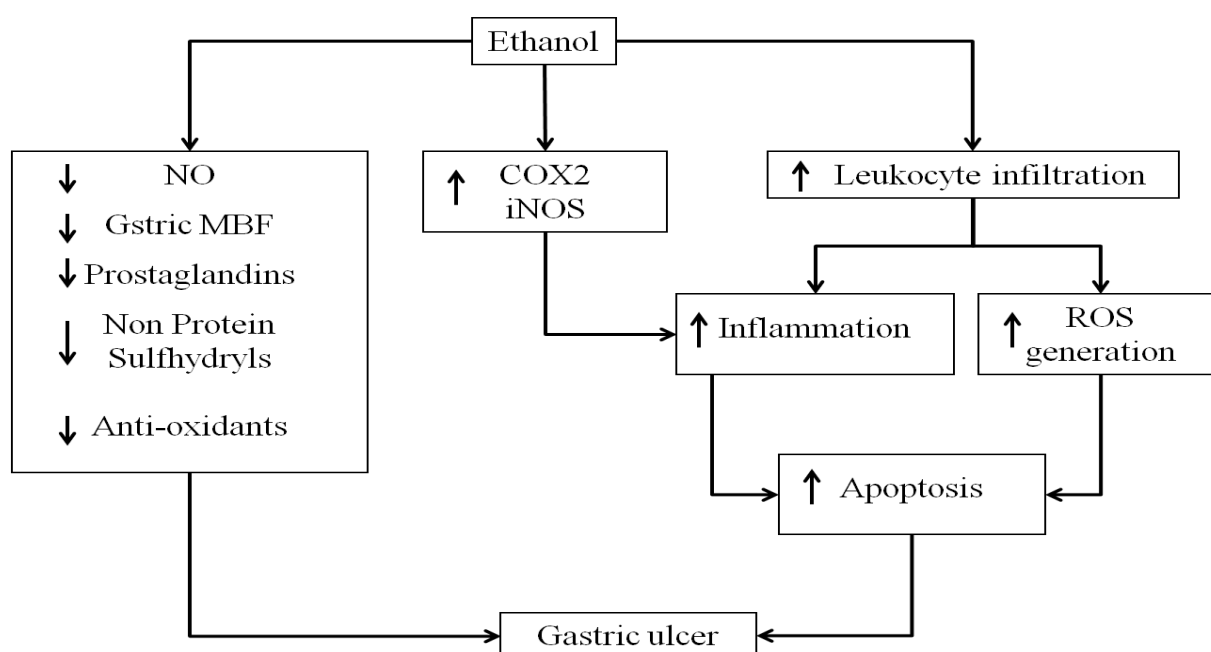 Ethanol
↓ NO
↓ Gstric MBF
↓ Prostaglandins
↓ Non Protein
Sulfhydryls
↓ Anti-oxidants
↑ COX2
iNOS
↑ Leukocyte infiltration
↑ Inflammation
↑ ROS
generation
↑ Apoptosis
Gastric ulcer